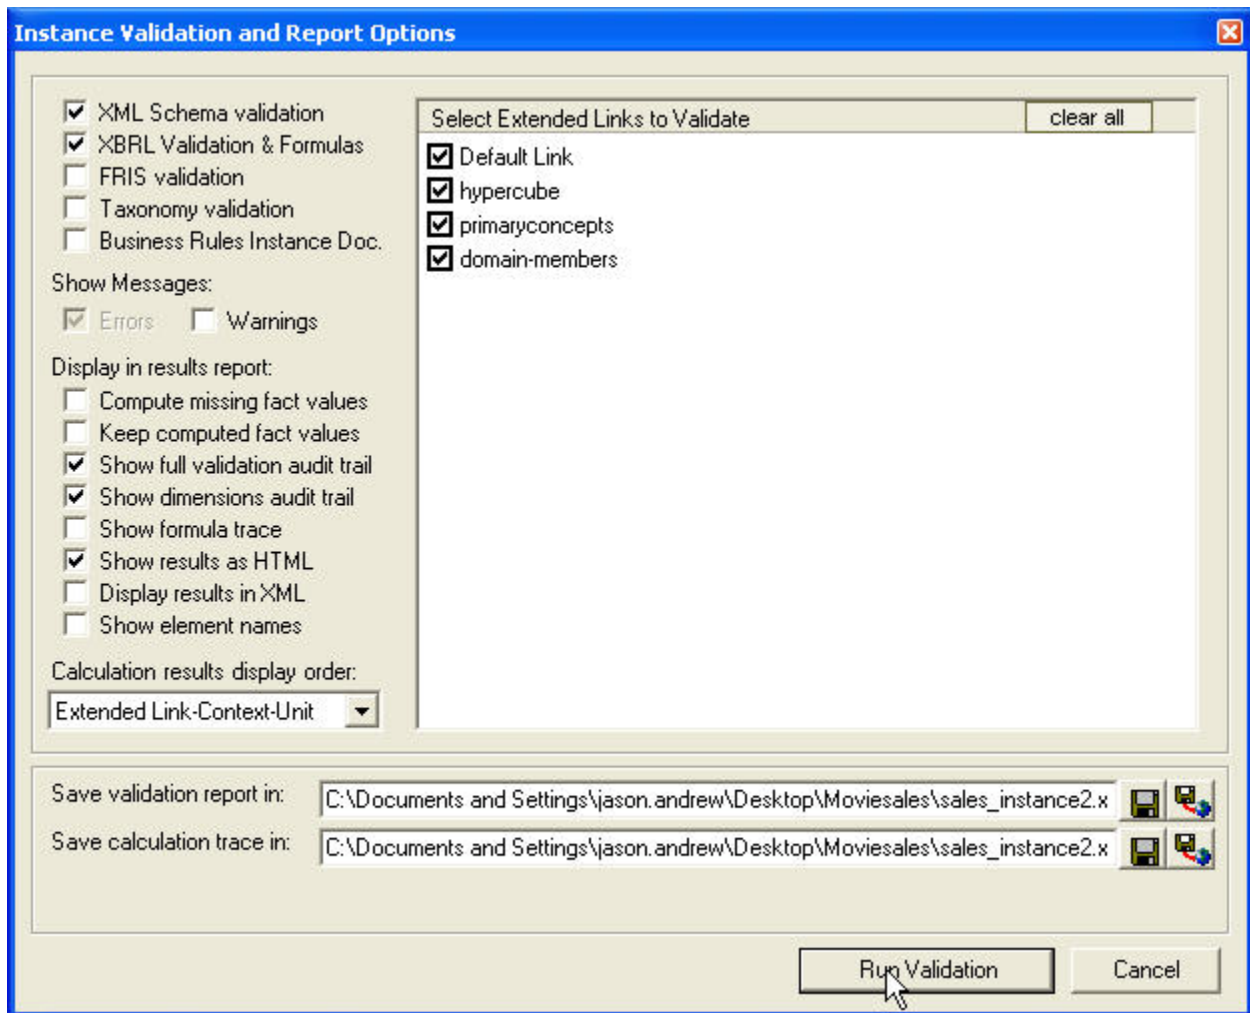 Instance Validation and Report Options
XML Schema validation
XBRL Validation & Formulas
FRIS validation
Taxonomy validation
Business Rules Instance Doc.
Show Messages:
Errors Warnings
Display in results report:
Compute missing fact values
Keep computed fact values
Show full validation audit trail
Show dimensions audit trail
Show formula trace
Show results as HTML
Display results in XML
Show element names
Calculation results display order:
Extended Link-Context-Unit
Select Extended Links to Validate clear all
Default Link
hypercube
primaryconcepts
domain-members
Save validation report in: C:\Documents and Settings\jason.andrew\Desktop\Moviesales\sales_instance2.x
Save calculation trace in: C:\Documents and Settings\jason.andrew\Desktop\Moviesales\sales_instance2.x
Run Validation Cancel